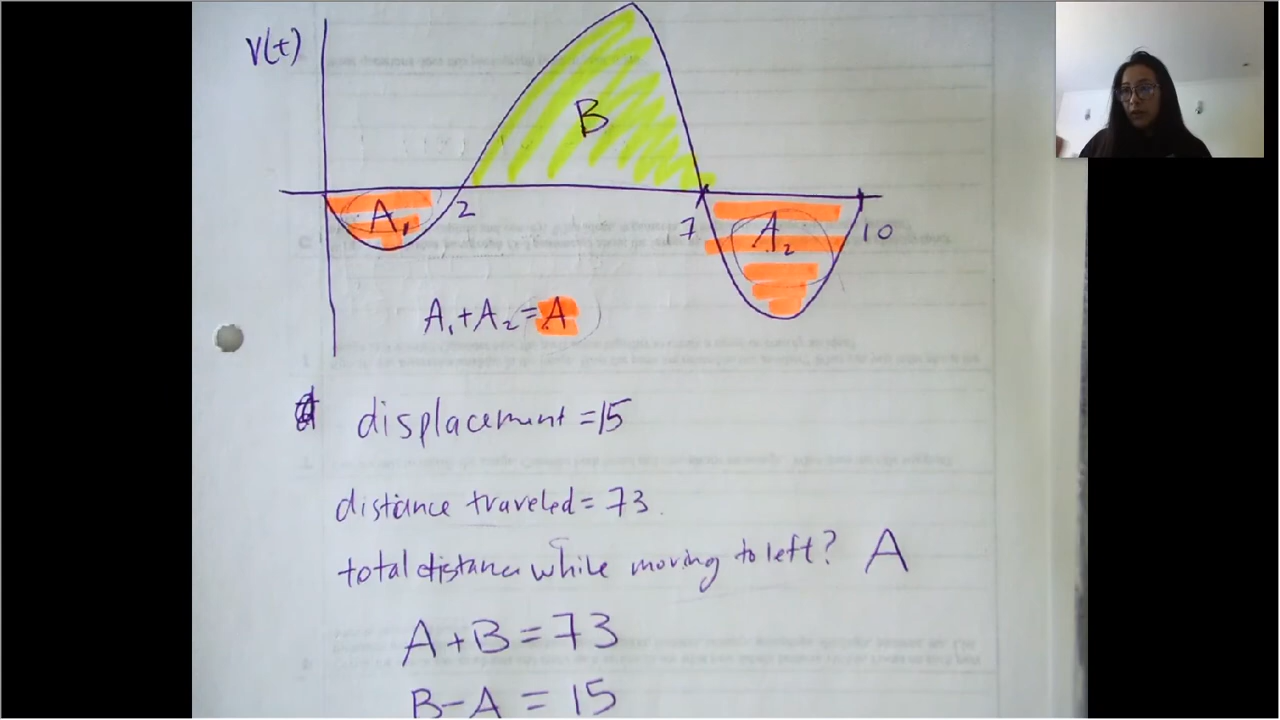 V(t)
B
A₁
2
7
A₂
10
A₁+A₂=A
displacement =15
distance traveled= 73.
total distance while moving to left? A
A+B=73
B-A = 15